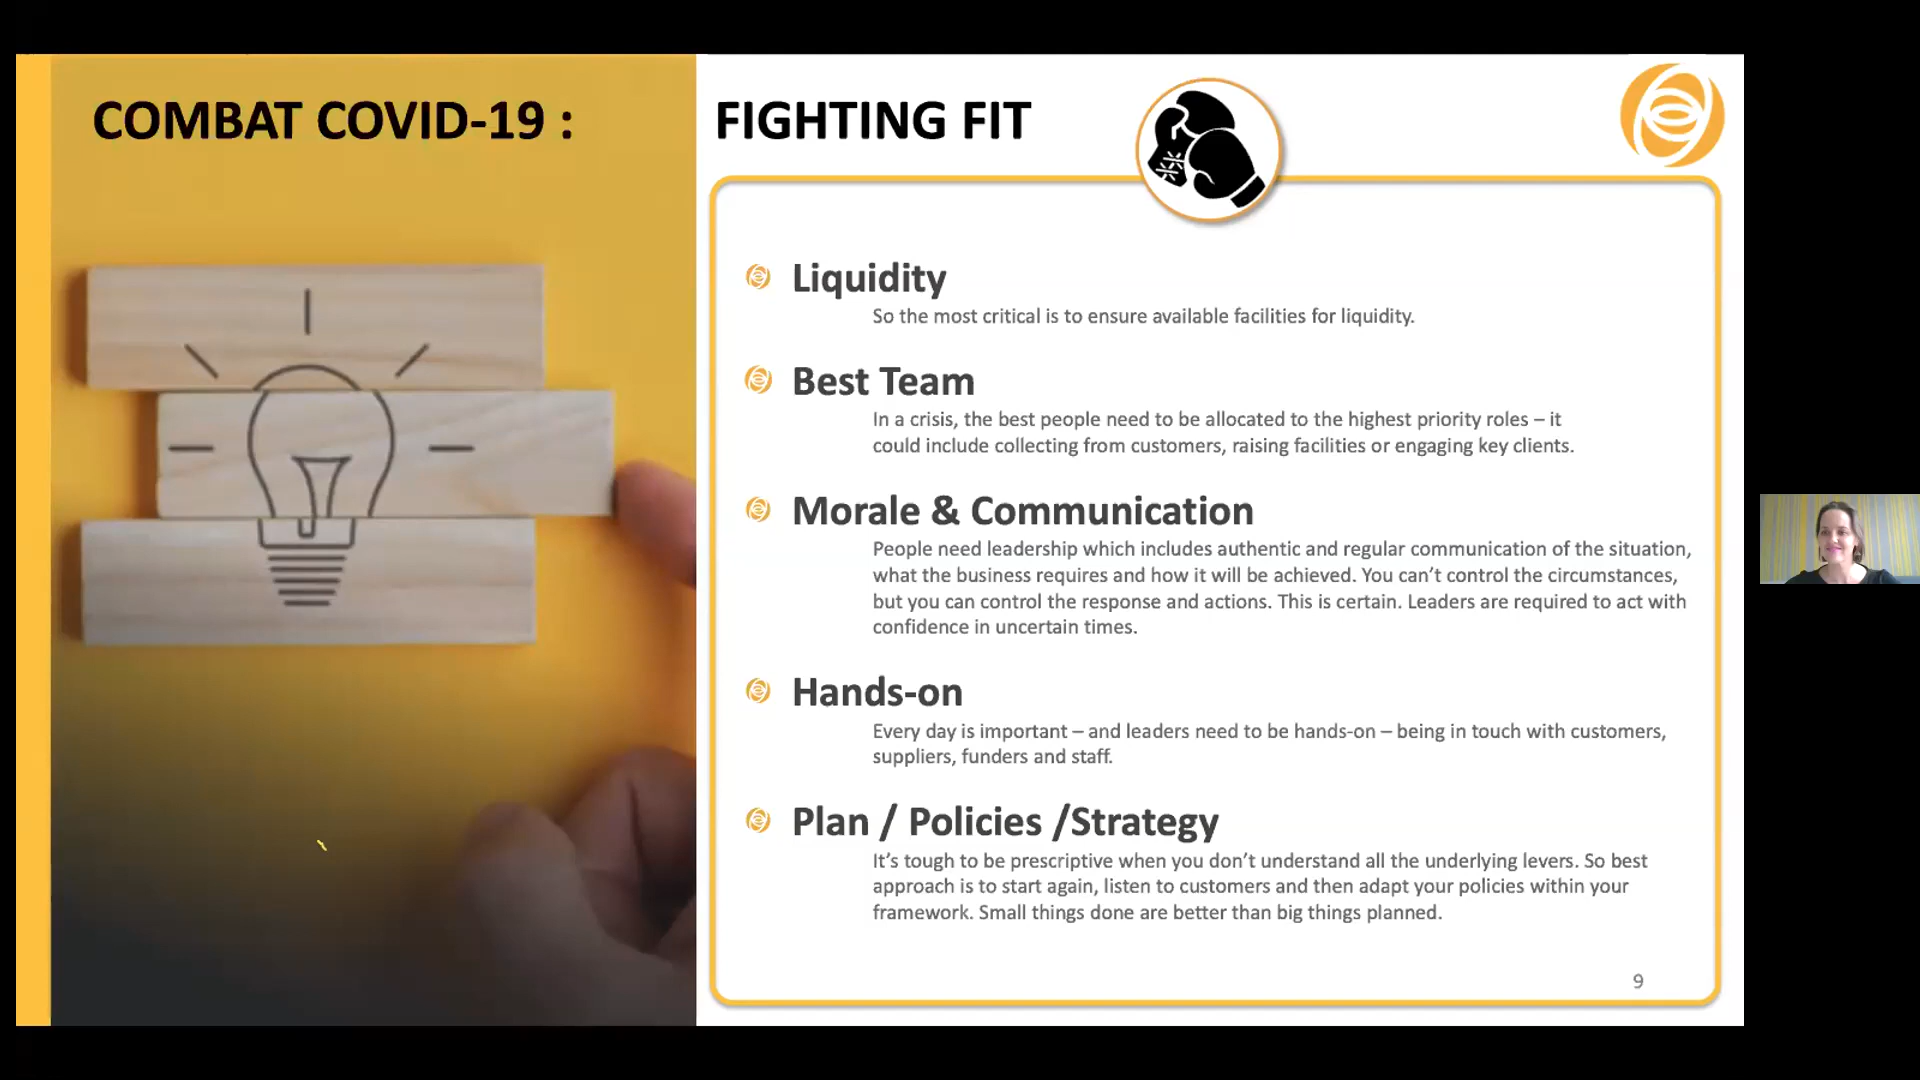 COMBAT COVID-19 :
FIGHTING FIT
Liquidity
So the most critical is to ensure available facilities for liquidity.
Best Team
In a crisis, the best people need to be allocated to the highest priority roles – it
could include collecting from customers, raising facilities or engaging key clients.
Morale & Communication
People need leadership which includes authentic and regular communication of the situation,
what the business requires and how it will be achieved. You can’t control the circumstances,
but you can control the response and actions. This is certain. Leaders are required to act with
confidence in uncertain times.
Hands-on
Every day is important – and leaders need to be hands-on – being in touch with customers,
suppliers, funders and staff.
Plan / Policies /Strategy
It’s tough to be prescriptive when you don’t understand all the underlying levers. So best
approach is to start again, listen to customers and then adapt your policies within your
framework. Small things done are better than big things planned.
9